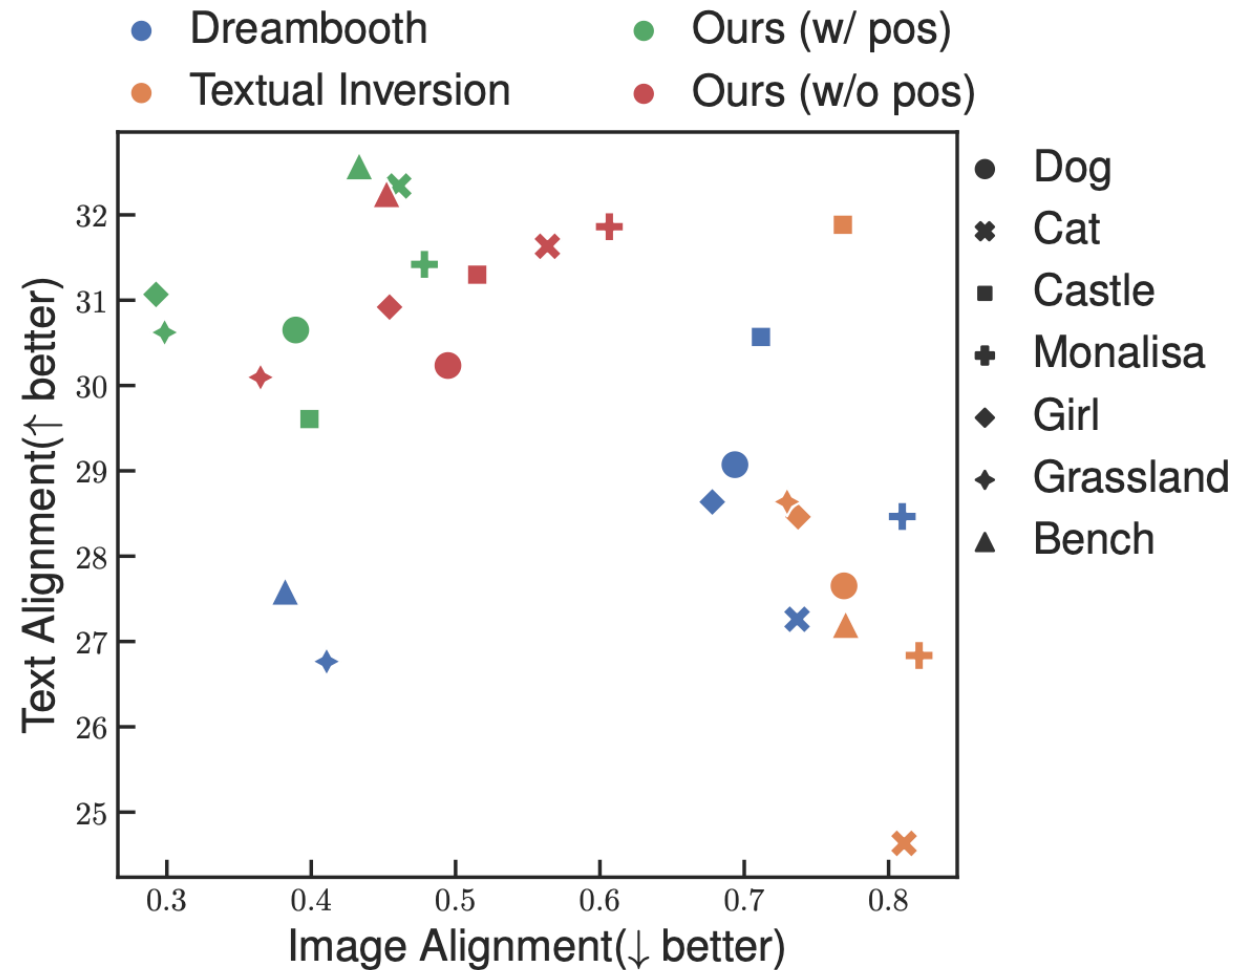 Dreambooth
Ours (w/ pos)
Textual Inversion
Ours (w/o pos)
Text Alignment(↑ better)
32
31
30
29
28
27
26
25
0.3 0.4 0.5 0.6 0.7 0.8
Image Alignment(↓ better)
Dog
Cat
Castle
Monalisa
Girl
Grassland
Bench